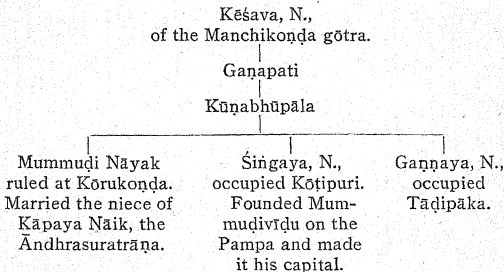 Kēśava, N.,
of the Manchikoṇḍa gōtra.
Gaṇapati
Kūṇabhūpāla
Mummuḍi Nāyak
ruled at Kōrukoṇḍa.
Married the niece of
Kāpaya Nāik, the
Āndhrasuratrāṇa.
Śiṅgaya, N.,
occupied Kōṭipuri.
Founded Mum-
muḍivīḍu on the
Pampa and made
it his capital.
Gaṇṇaya, N.,
occupied
Tāḍipāka.